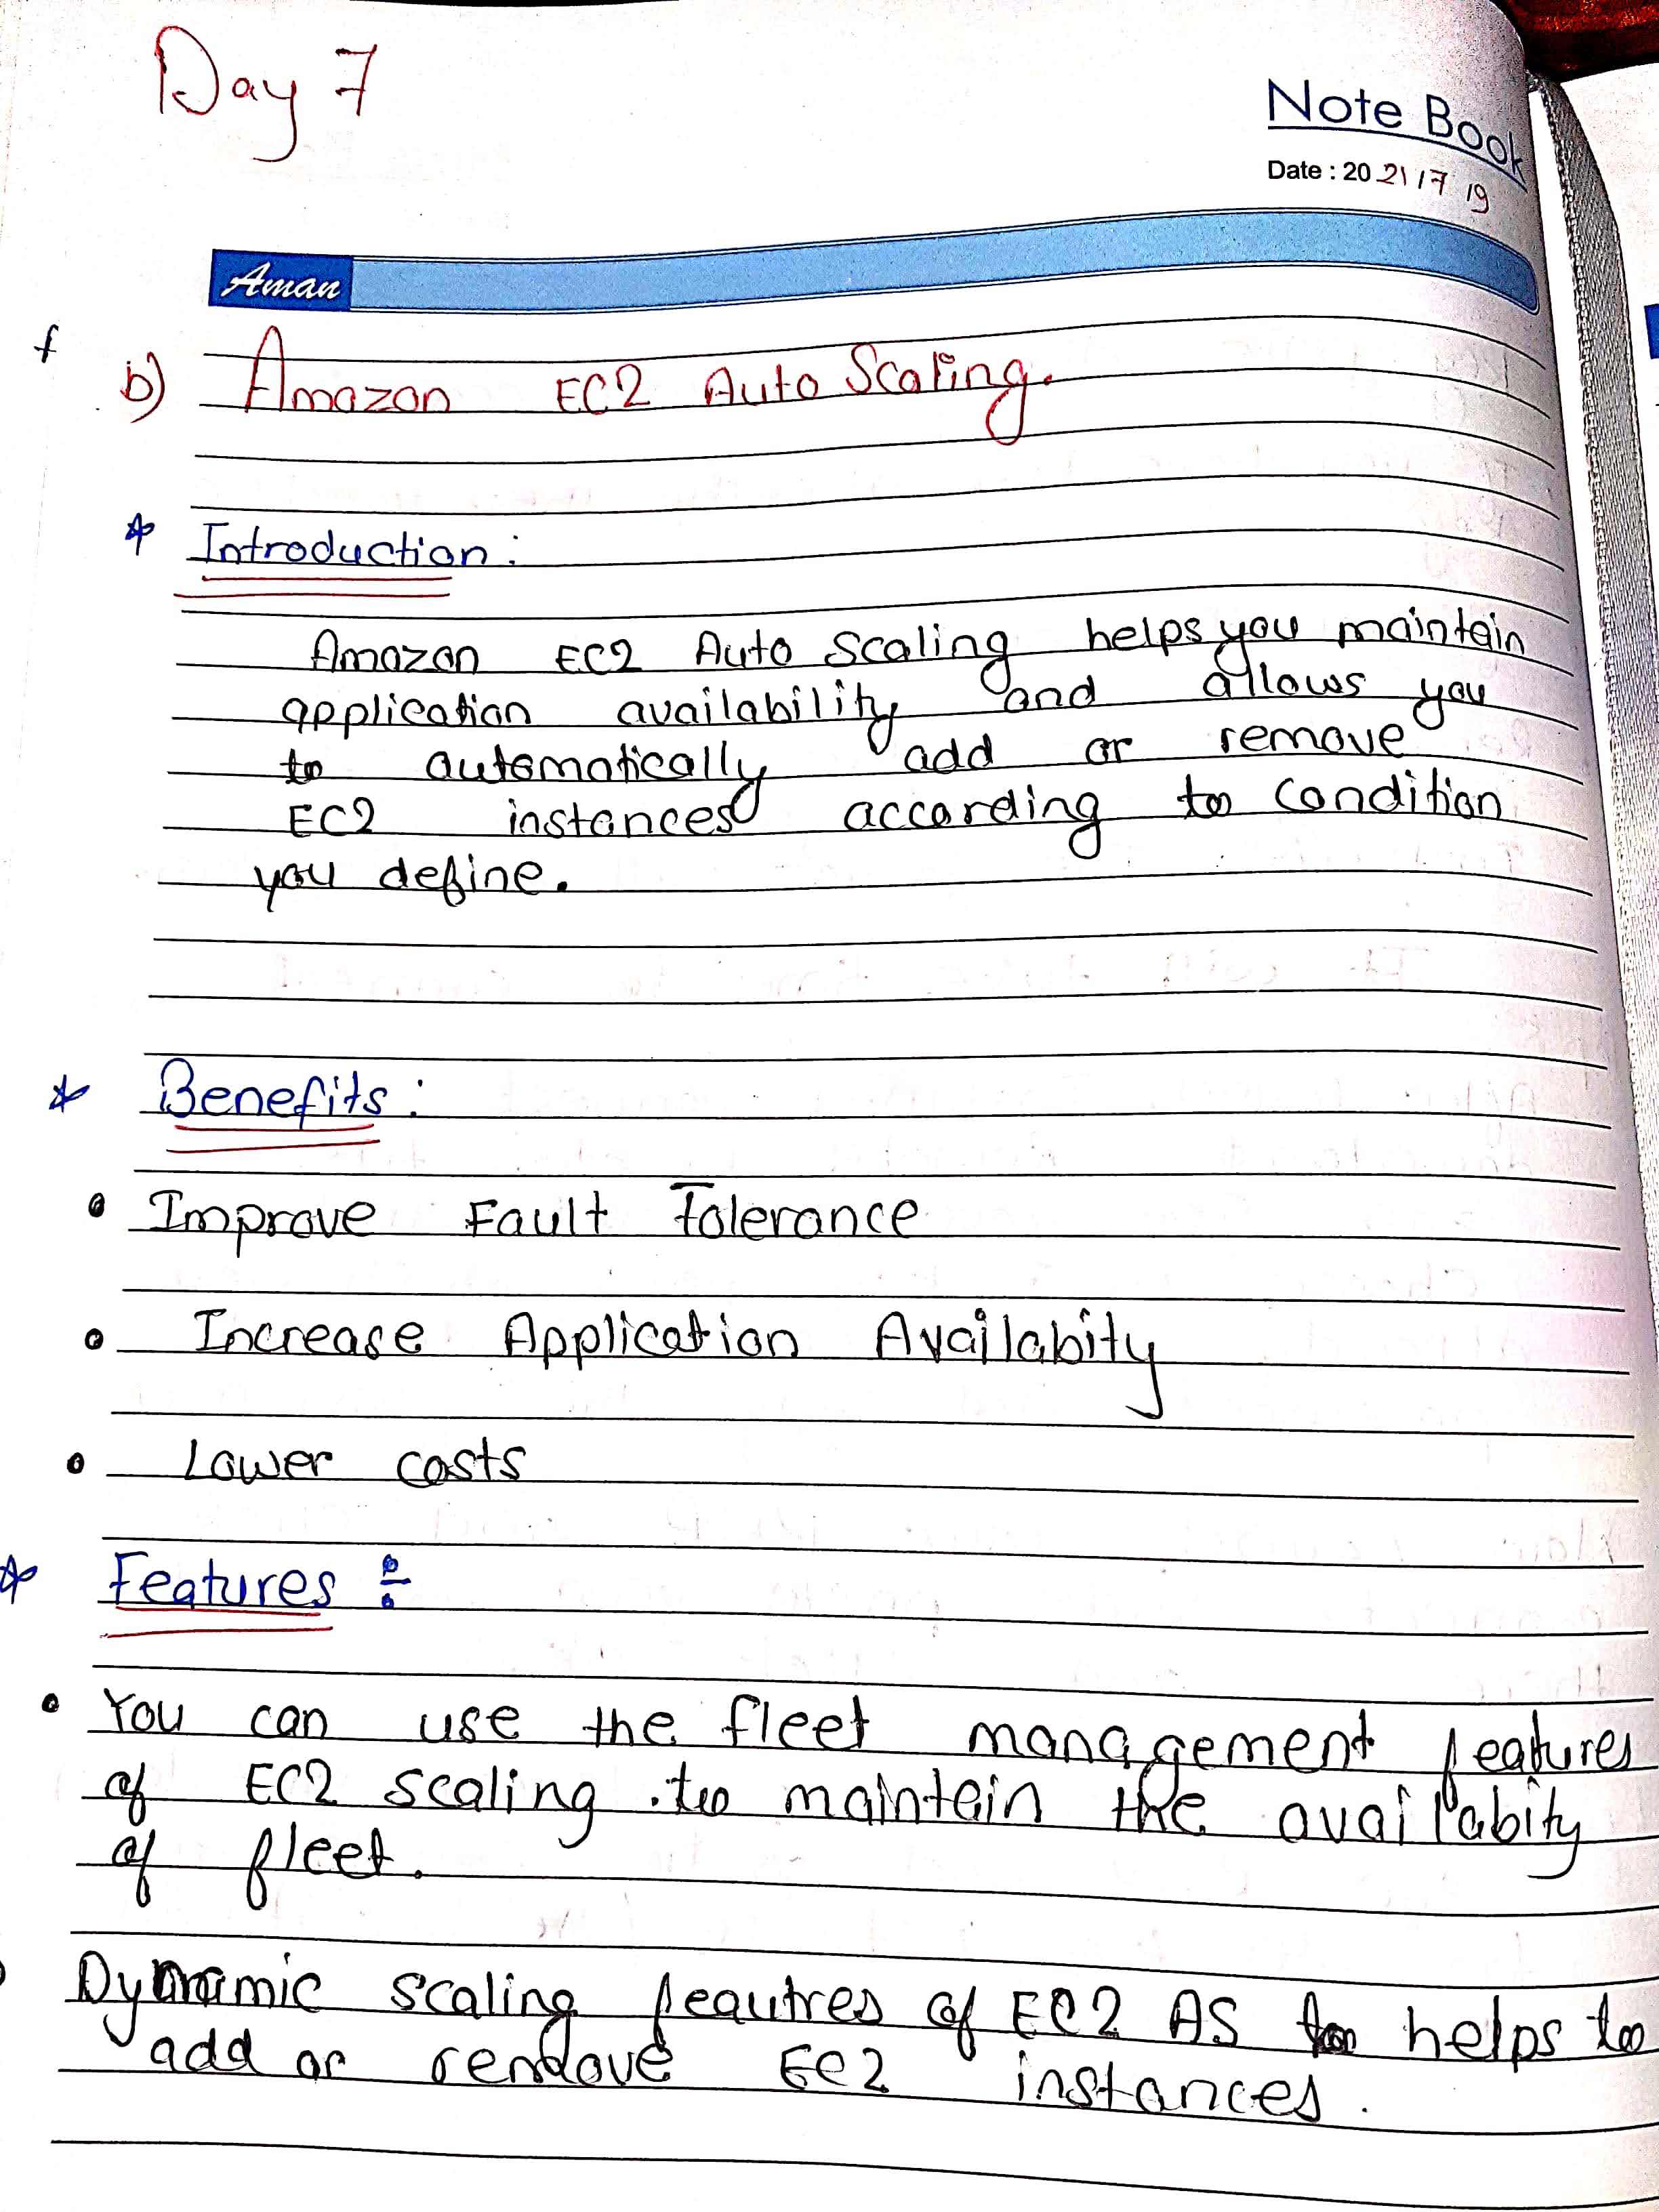 Day 7
Note Book
Date : 20 21/7 19
Aman
b) Amazon EC2 Auto Scaling.
* Introduction :
Amazon EC2 Auto Scaling helps you maintain
application availability and allows you
to automatically add or remove
EC2 instances according to condition
you define.
* Benefits :
• Improve Fault Tolerance
• Increase Application Availabity
• Lower costs
* Features :
• You can use the fleet management features
of EC2 scaling to maintain the availabity
of fleet.
Dynamic scaling feautres of EC2 AS helps to
add or remove EC2 instances.